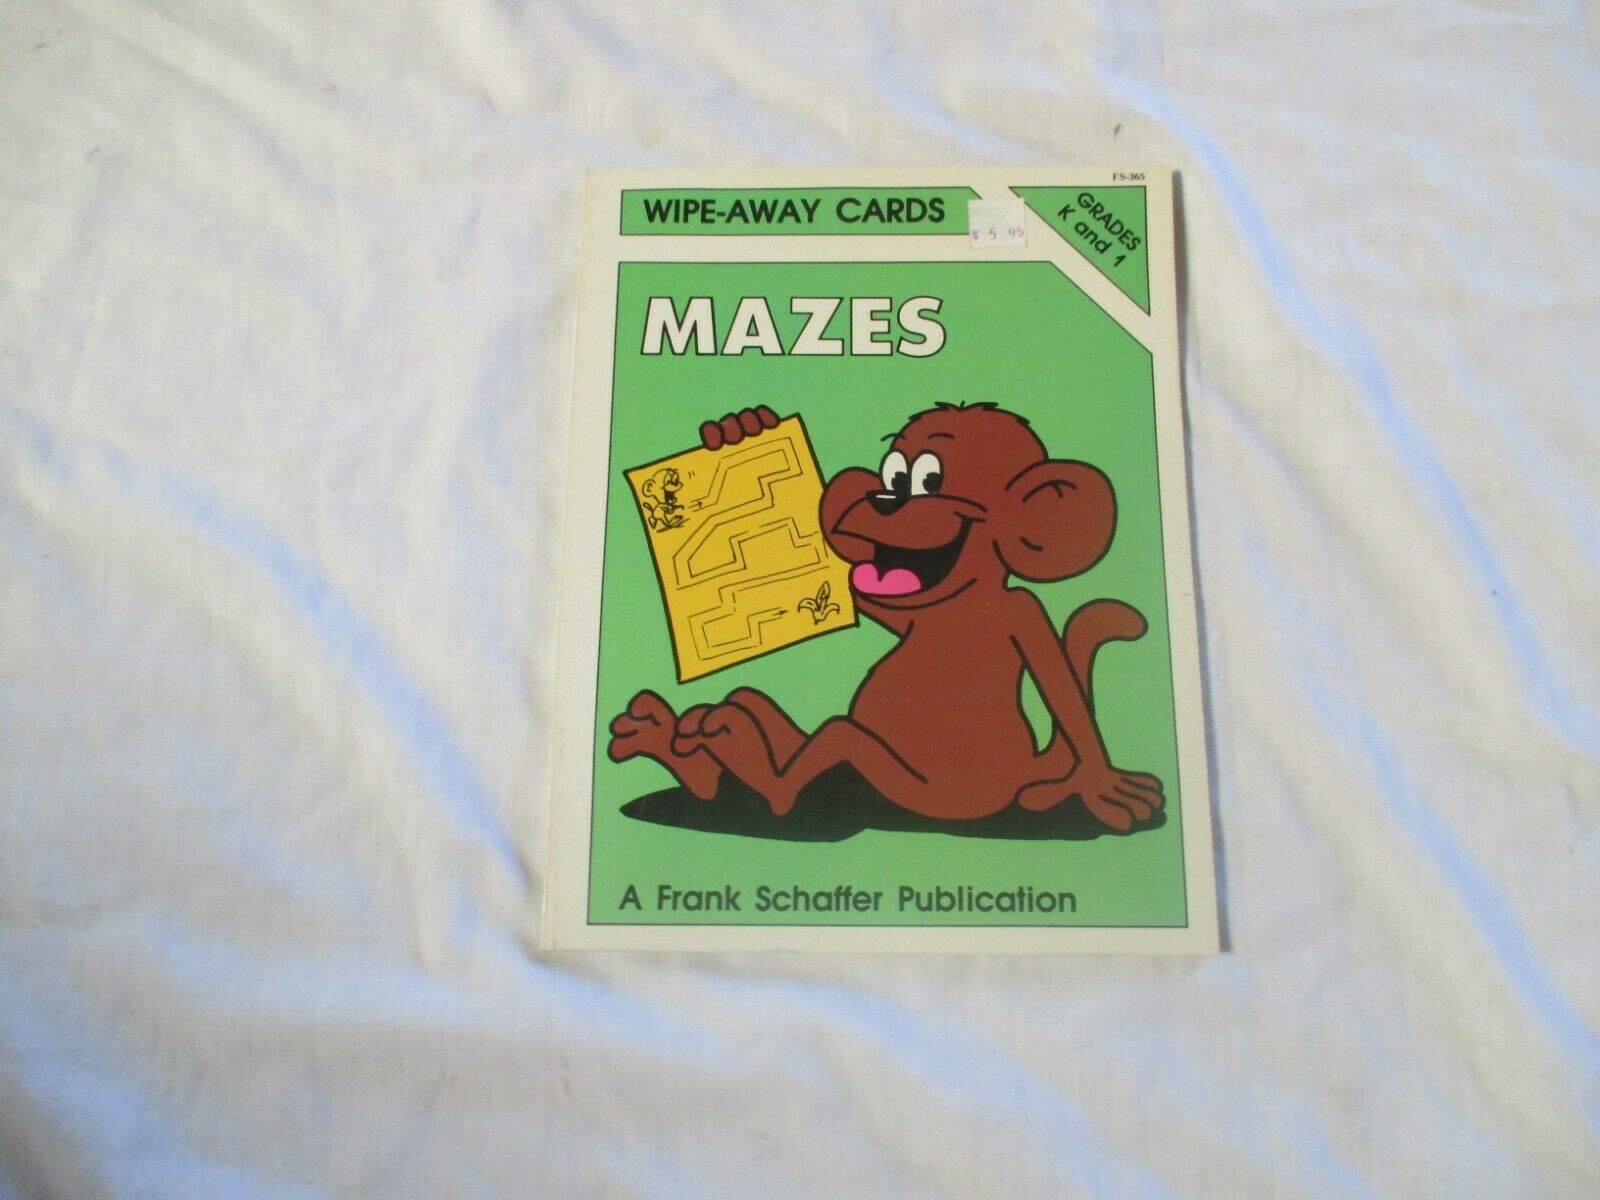 FS-365
WIPE-AWAY CARDS
$ 5.95
GRADES
K and 1
MAZES
A Frank Schaffer Publication